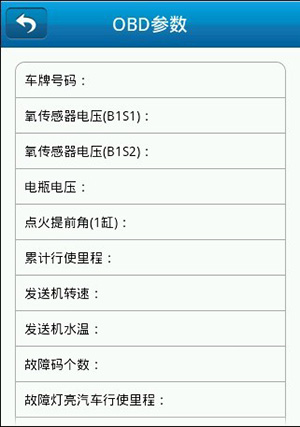 OBD参数
车牌号码：
氧传感器电压(B1S1)：
氧传感器电压(B1S2)：
电瓶电压：
点火提前角(1缸)：
累计行使里程：
发送机转速：
发送机水温：
故障码个数：
故障灯亮汽车行使里程：